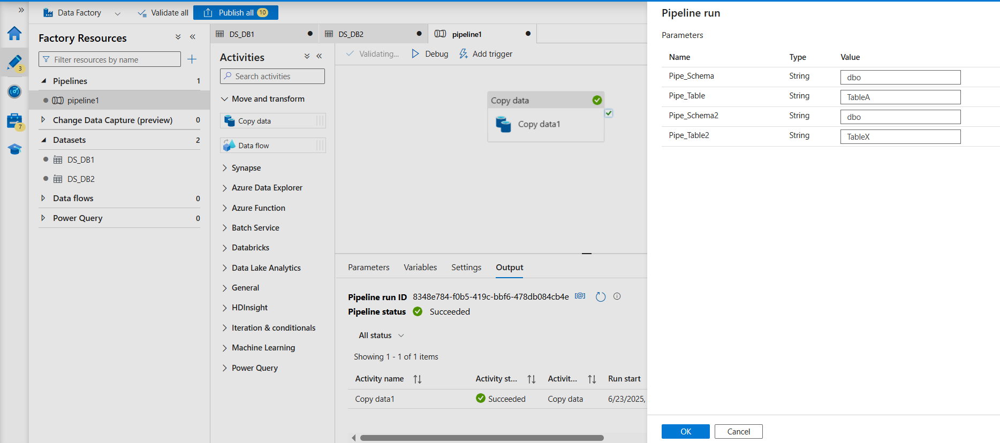 Data Factory
Validate all
Publish all 10
Factory Resources
Filter resources by name
3
7
Pipelines 1
pipeline1
Change Data Capture (preview) 0
Datasets 2
DS_DB1
DS_DB2
Data flows 0
Power Query 0
DS_DB1
DS_DB2
pipeline1
Activities
Search activities
Move and transform
Copy data
Data flow
Synapse
Azure Data Explorer
Azure Function
Batch Service
Databricks
Data Lake Analytics
General
HDInsight
Iteration & conditionals
Machine Learning
Power Query
Validating...
Debug
Add trigger
Copy data
Copy data1
Parameters
Variables
Settings
Output
Pipeline run ID 8348e784-f0b5-419c-bbf6-478db084cb4e [@]
Pipeline status Succeeded
All status
Showing 1 - 1 of 1 items
Activity name Activity st... Activit... Run start
Copy data1 Succeeded Copy data 6/23/2025,
Pipeline run
Parameters
Name Type Value
Pipe_Schema String dbo
Pipe_Table String TableA
Pipe_Schema2 String dbo
Pipe_Table2 String TableX
OK
Cancel